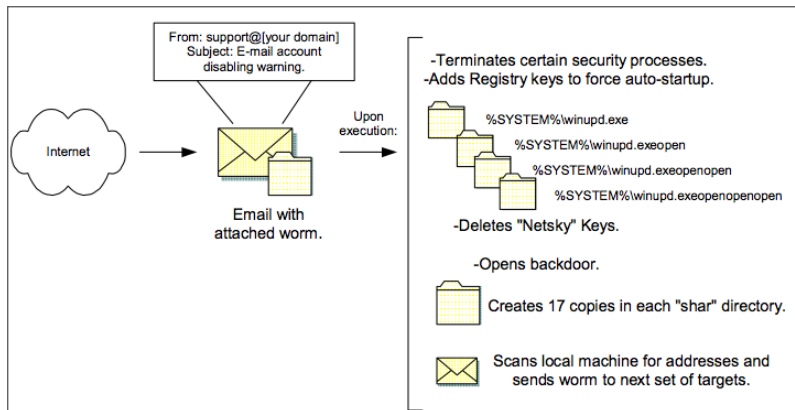 From: support@[your domain]
Subject: E-mail account
disabling warning.
Internet
Email with
attached worm.
Upon
execution:
-Terminates certain security processes.
-Adds Registry keys to force auto-startup.
%SYSTEM%\winupd.exe
%SYSTEM%\winupd.exeopen
%SYSTEM%\winupd.exeopenopen
%SYSTEM%\winupd.exeopenopenopen
-Deletes "Netsky" Keys.
-Opens backdoor.
Creates 17 copies in each "shar" directory.
Scans local machine for addresses and
sends worm to next set of targets.